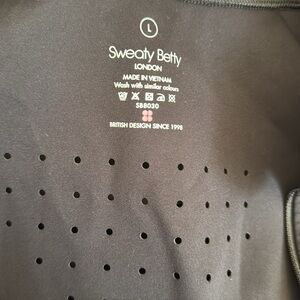 L
Sweaty Betty
LONDON
MADE IN VIETNAM
Wash with similar colours
SB8030
BRITISH DESIGN SINCE 1998